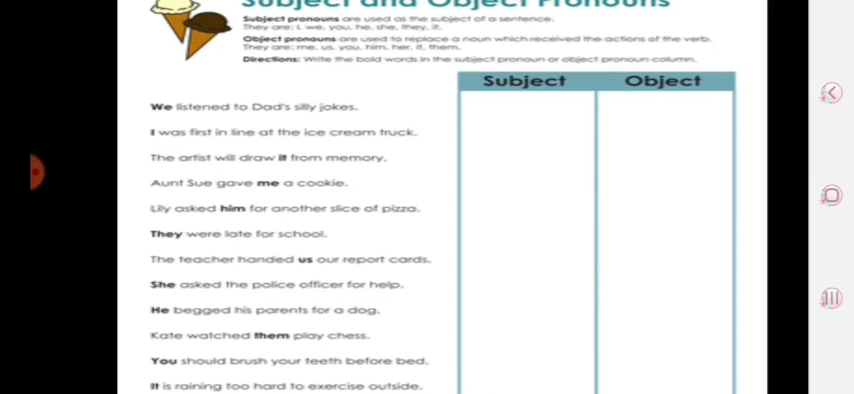 Subject and Object Pronouns
Subject pronouns are used as the subject of a sentence.
They are: I, we, you, he, she, they, it.
Object pronouns are used to replace a noun which received the actions of the verb.
They are: me, us, you, him, her, it, them.
Directions: Write the bold words in the subject pronoun or object pronoun column.
Subject Object
We listened to Dad's silly jokes.
I was first in line at the ice cream truck.
The artist will draw it from memory.
Aunt Sue gave me a cookie.
Lily asked him for another slice of pizza.
They were late for school.
The teacher handed us our report cards.
She asked the police officer for help.
He begged his parents for a dog.
Kate watched them play chess.
You should brush your teeth before bed.
It is raining too hard to exercise outside.